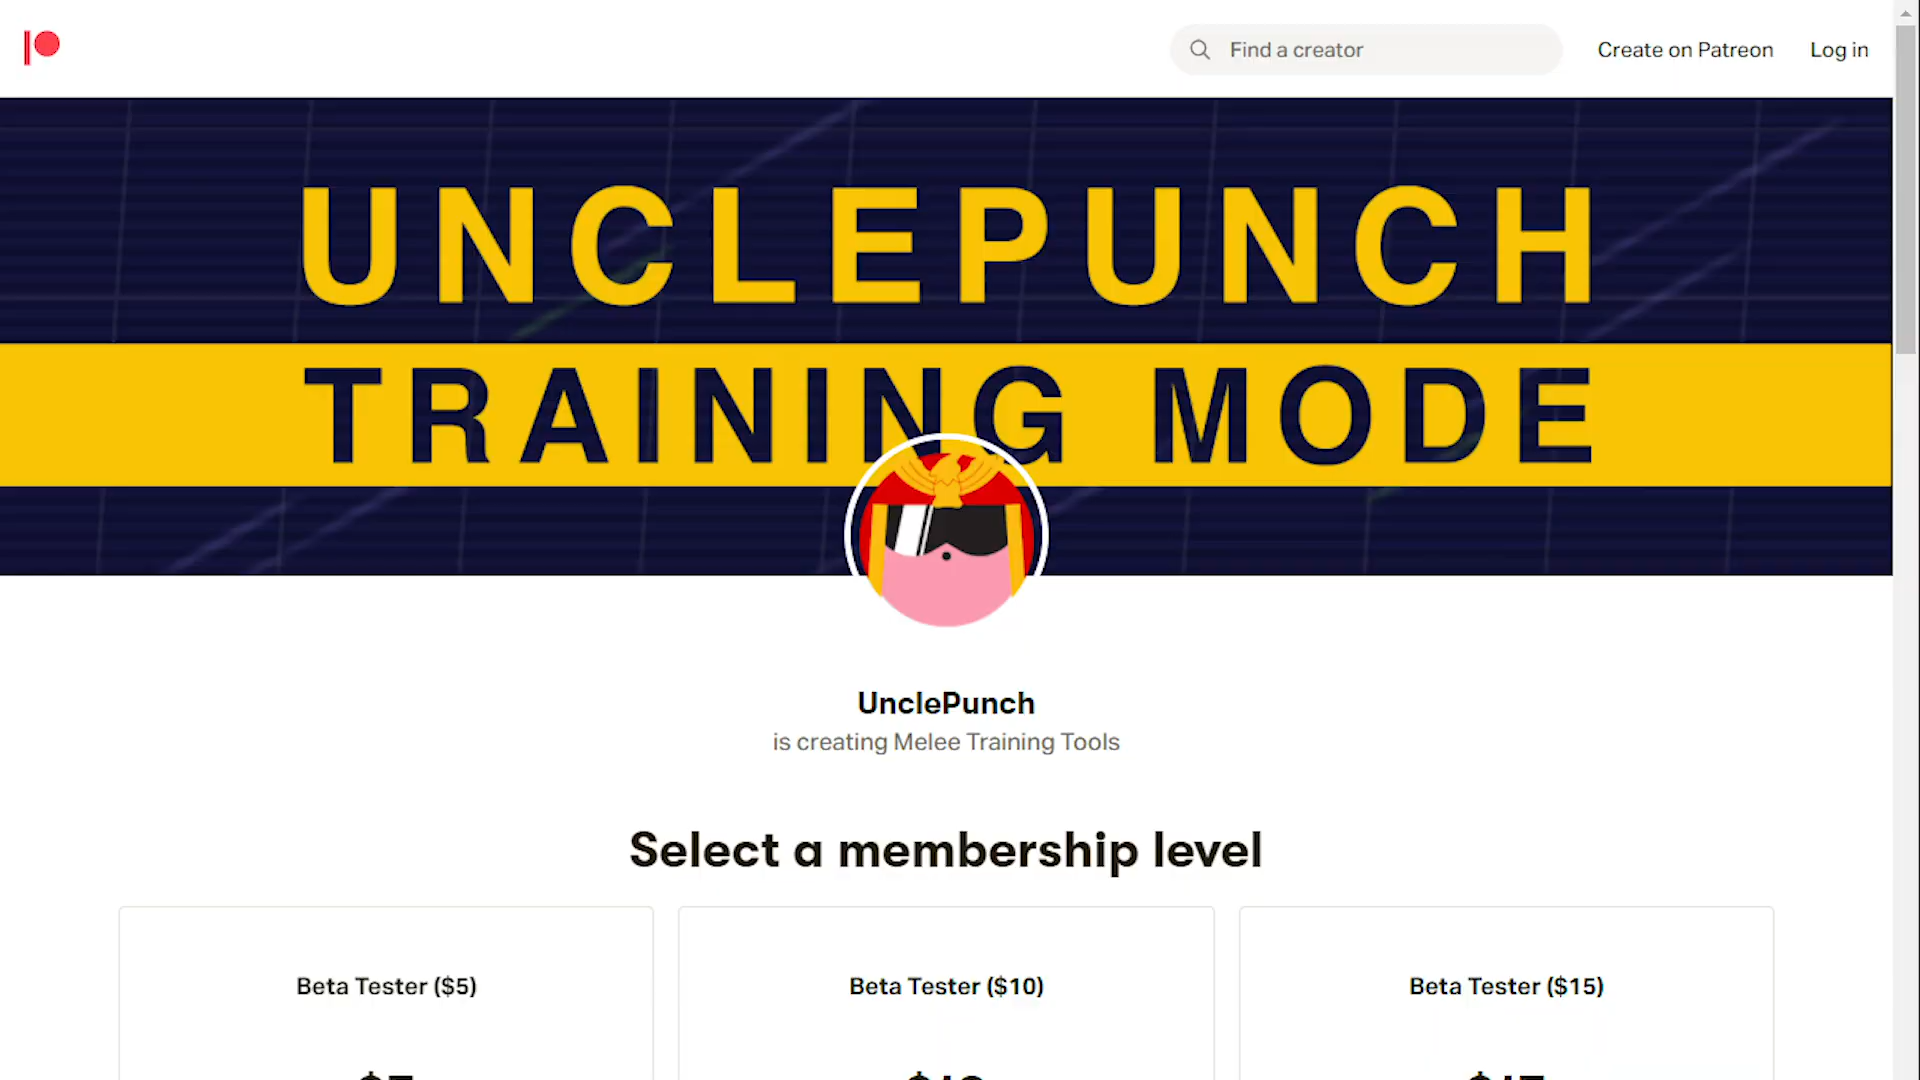 Find a creator
Create on Patreon
Log in
UNCLEPUNCH
TRAINING MODE
UnclePunch
is creating Melee Training Tools
Select a membership level
Beta Tester ($5)
Beta Tester ($10)
Beta Tester ($15)